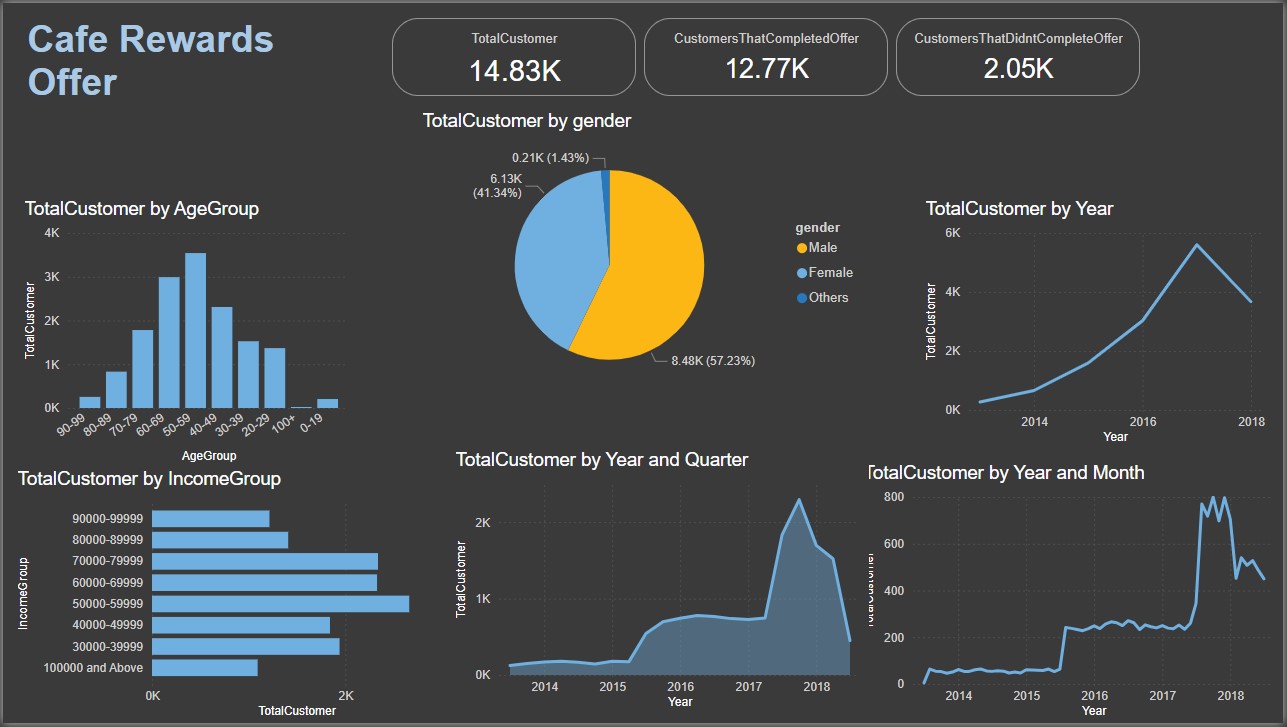 Cafe Rewards
Offer
TotalCustomer
14.83K
CustomersThatCompletedOffer
12.77K
CustomersThatDidntCompleteOffer
2.05K
TotalCustomer by gender
0.21K (1.43%)
6.13K
(41.34%)
8.48K (57.23%)
gender
Male
Female
Others
TotalCustomer by AgeGroup
4K
3K
2K
1K
0K
TotalCustomer
90-99
80-89
70-79
60-69
50-59
40-49
30-39
20-29
100+
0-19
AgeGroup
TotalCustomer by Year
6K
4K
2K
0K
TotalCustomer
2014
2016
2018
Year
TotalCustomer by IncomeGroup
IncomeGroup
90000-99999
80000-89999
70000-79999
60000-69999
50000-59999
40000-49999
30000-39999
100000 and Above
0K
2K
TotalCustomer
TotalCustomer by Year and Quarter
2K
1K
0K
TotalCustomer
2014
2015
2016
2017
2018
Year
TotalCustomer by Year and Month
800
600
400
200
0
TotalCustomer
2014
2015
2016
2017
2018
Year